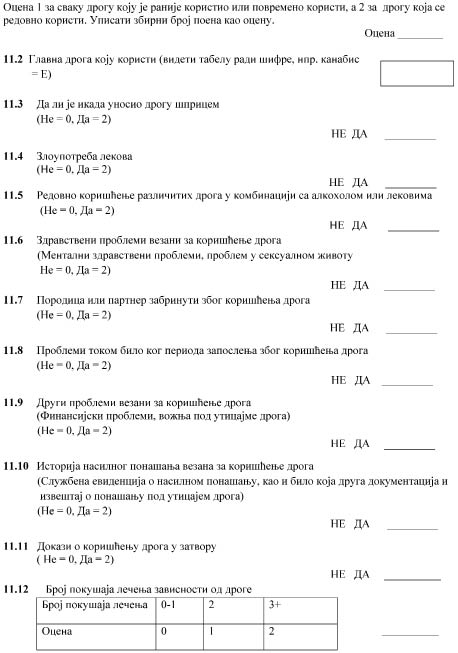 Оцена 1 за сваку дрогу коју је раније користио или повремено користи, а 2 за дрогу која се
редовно користи. Уписати збирни број поена као оцену.
Оцена ________
11.2 Главна дрога коју користи (видети табелу ради шифре, нпр. канабис
= Е)
11.3 Да ли је икада уносио дрогу шприцем
(Не = 0, Да = 2)
НЕ ДА ________
11.4 Злоупотреба лекова
(Не = 0, Да = 2)
НЕ ДА ________
11.5 Редовно коришћење различитих дрога у комбинацији са алкохолом или лековима
(Не = 0, Да = 2)
НЕ ДА ________
11.6 Здравствени проблеми везани за коришћење дрога
(Ментални здравствени проблеми, проблем у сексуалном животу
Не = 0, Да = 2)
НЕ ДА ________
11.7 Породица или партнер забринути због коришћења дрога
(Не = 0, Да = 2)
НЕ ДА ________
11.8 Проблеми током било ког периода запослења због коришћења дрога
(Не = 0, Да = 2)
НЕ ДА ________
11.9 Други проблеми везани за коришћење дрога
(Финансијски проблеми, вожња под утицајме дрога)
(Не = 0, Да = 2)
НЕ ДА ________
11.10 Историја насилног понашања везана за коришћење дрога
(Службена евиденција о насилном понашању, као и било која друга документација и
извештај о понашању под утицајем дрога)
(Не = 0, Да = 2)
НЕ ДА ________
11.11 Докази о коришћењу дрога у затвору
( Не = 0, Да = 2)
НЕ ДА ________
11.12 Број покушаја лечења зависности од дроге
Број покушаја лечења 0-1 2 3+
Оцена 0 1 2 ________